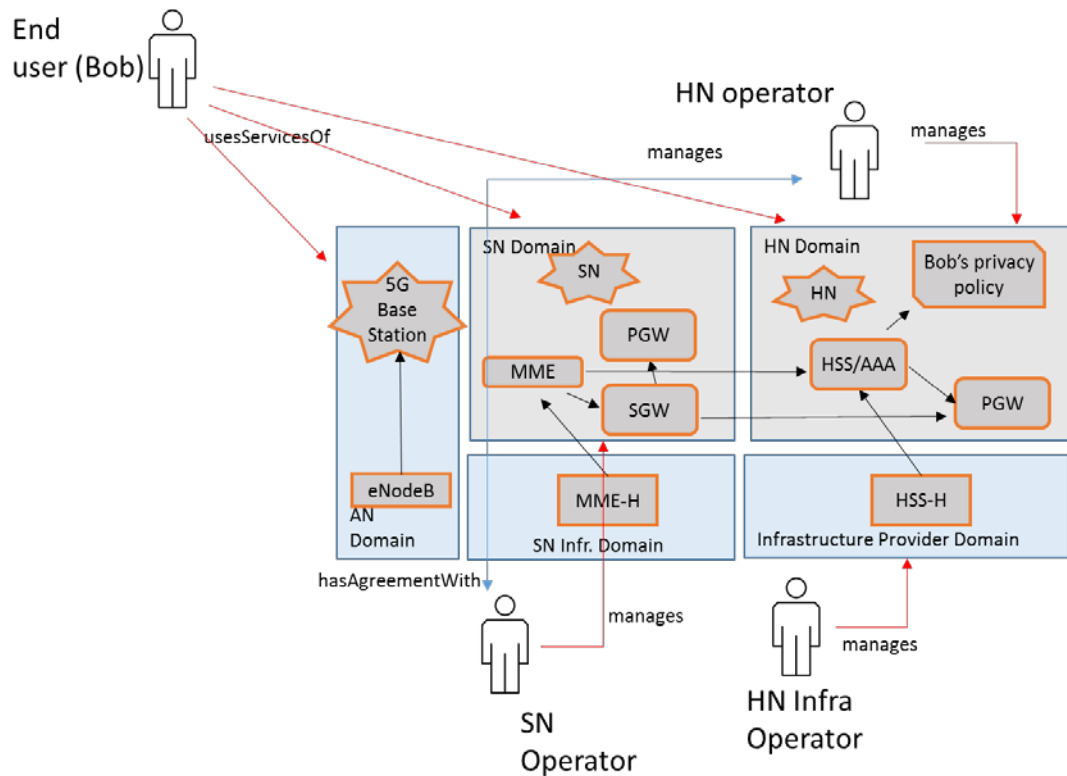 End
user (Bob)
HN operator
usesServicesOf
manages
manages
SN Domain
HN Domain
SN
HN
Bob's privacy
policy
5G
Base
Station
PGW
MME
HSS/AAA
SGW
PGW
eNodeB
AN
Domain
MME-H
SN Infr. Domain
HSS-H
Infrastructure Provider Domain
hasAgreementWith
manages
manages
SN
Operator
HN Infra
Operator